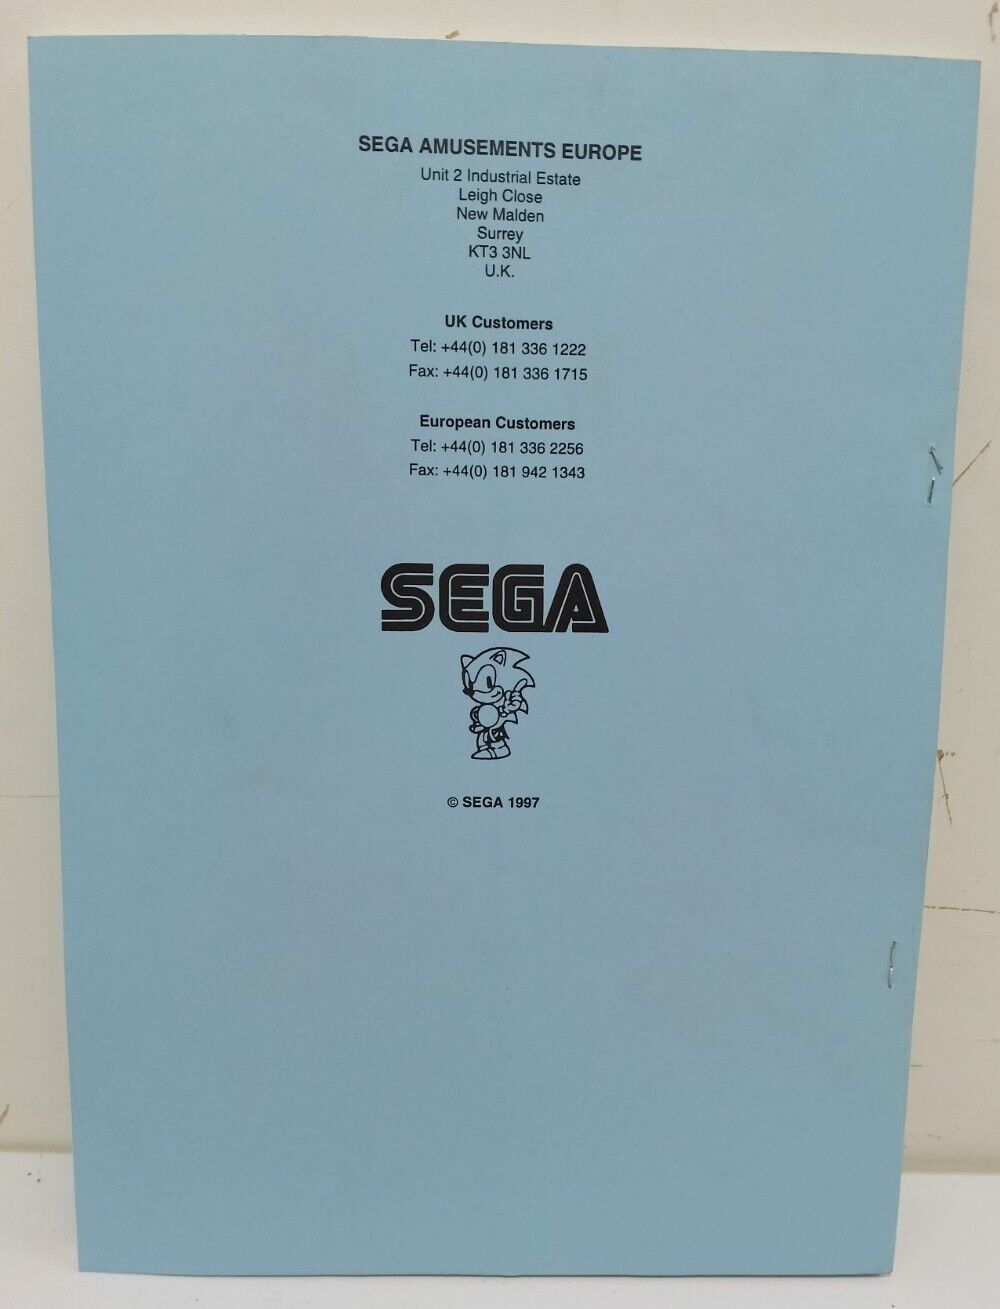 SEGA AMUSEMENTS EUROPE
Unit 2 Industrial Estate
Leigh Close
New Malden
Surrey
KT3 3NL
U.K.
UK Customers
Tel: +44(0) 181 336 1222
Fax: +44(0) 181 336 1715
European Customers
Tel: +44(0) 181 336 2256
Fax: +44(0) 181 942 1343
SEGA
© SEGA 1997